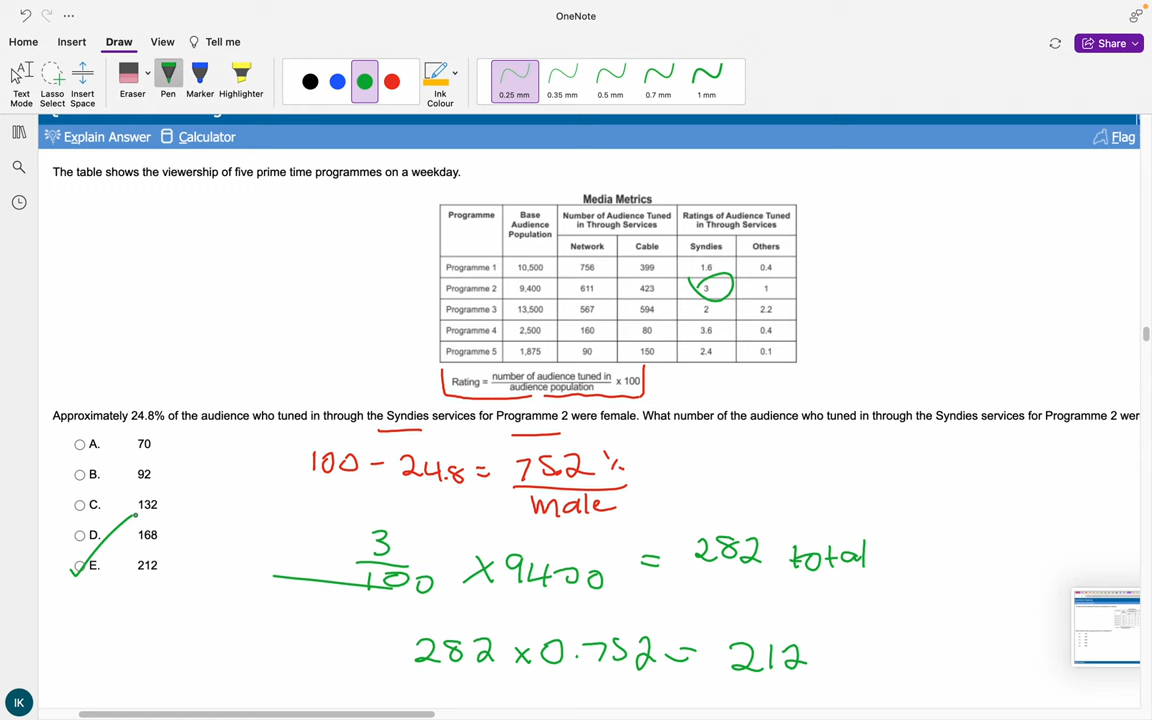 OneNote
Home Insert Draw View Tell me
Share
Text Mode
Lasso Select
Insert Space
Eraser
Pen
Marker
Highlighter
Ink Colour
0.25 mm
0.35 mm
0.5 mm
0.7 mm
1 mm
Explain Answer Calculator Flag
The table shows the viewership of five prime time programmes on a weekday.
Media Metrics
Programme Base Audience Population Number of Audience Tuned in Through Services Ratings of Audience Tuned in Through Services
Network Cable Syndies Others
Programme 1 10,500 756 399 1.6 0.4
Programme 2 9,400 611 423 3 1
Programme 3 13,500 567 594 2 2.2
Programme 4 2,500 160 80 3.6 0.4
Programme 5 1,875 90 150 2.4 0.1
Rating = number of audience tuned in / audience population x 100
Approximately 24.8% of the audience who tuned in through the Syndies services for Programme 2 were female. What number of the audience who tuned in through the Syndies services for Programme 2 wer
A. 70
B. 92
C. 132
D. 168
E. 212
100 - 24.8 = 75.2 %
male
3/100 × 9400 = 282 total
282 × 0.752 = 212
IK